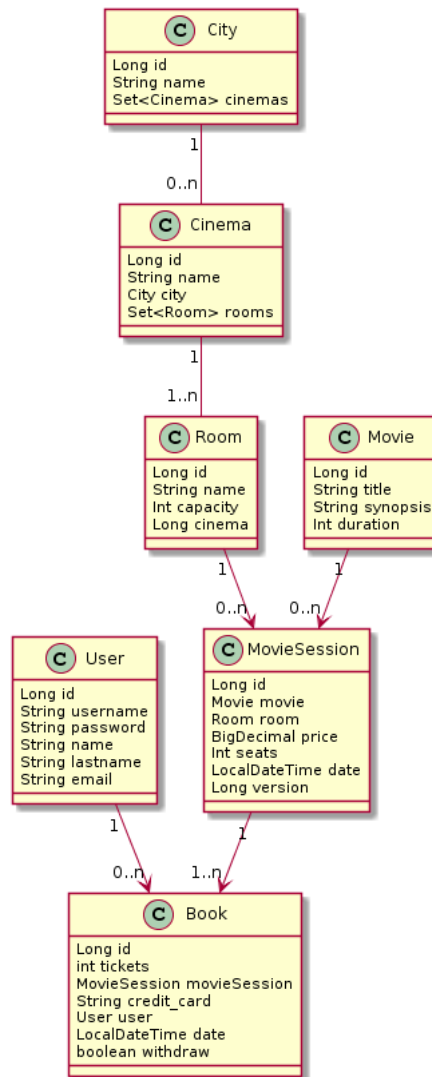 C City
Long id
String name
Set<Cinema> cinemas
1
0..n
C Cinema
Long id
String name
City city
Set<Room> rooms
1
1..n
C Room
Long id
String name
Int capacity
Long cinema
C Movie
Long id
String title
String synopsis
Int duration
1
0..n
1
0..n
C User
Long id
String username
String password
String name
String lastname
String email
C MovieSession
Long id
Movie movie
Room room
BigDecimal price
Int seats
LocalDateTime date
Long version
1
0..n
1
1..n
C Book
Long id
int tickets
MovieSession movieSession
String credit_card
User user
LocalDateTime date
boolean withdraw